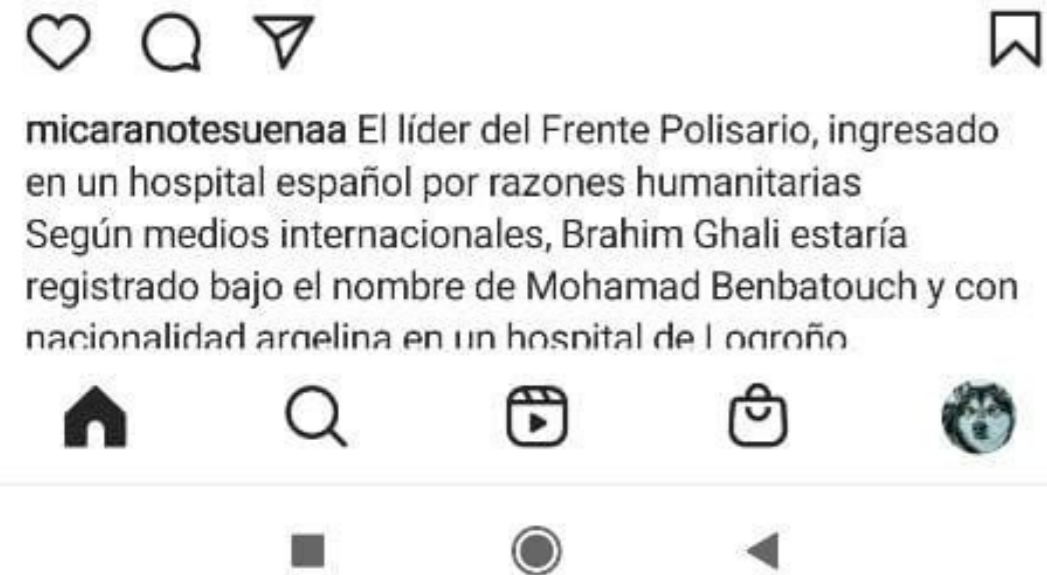 micaranotesuenaa El líder del Frente Polisario, ingresado
en un hospital español por razones humanitarias
Según medios internacionales, Brahim Ghali estaría
registrado bajo el nombre de Mohamad Benbatouch y con
nacionalidad argelina en un hospital de Logroño